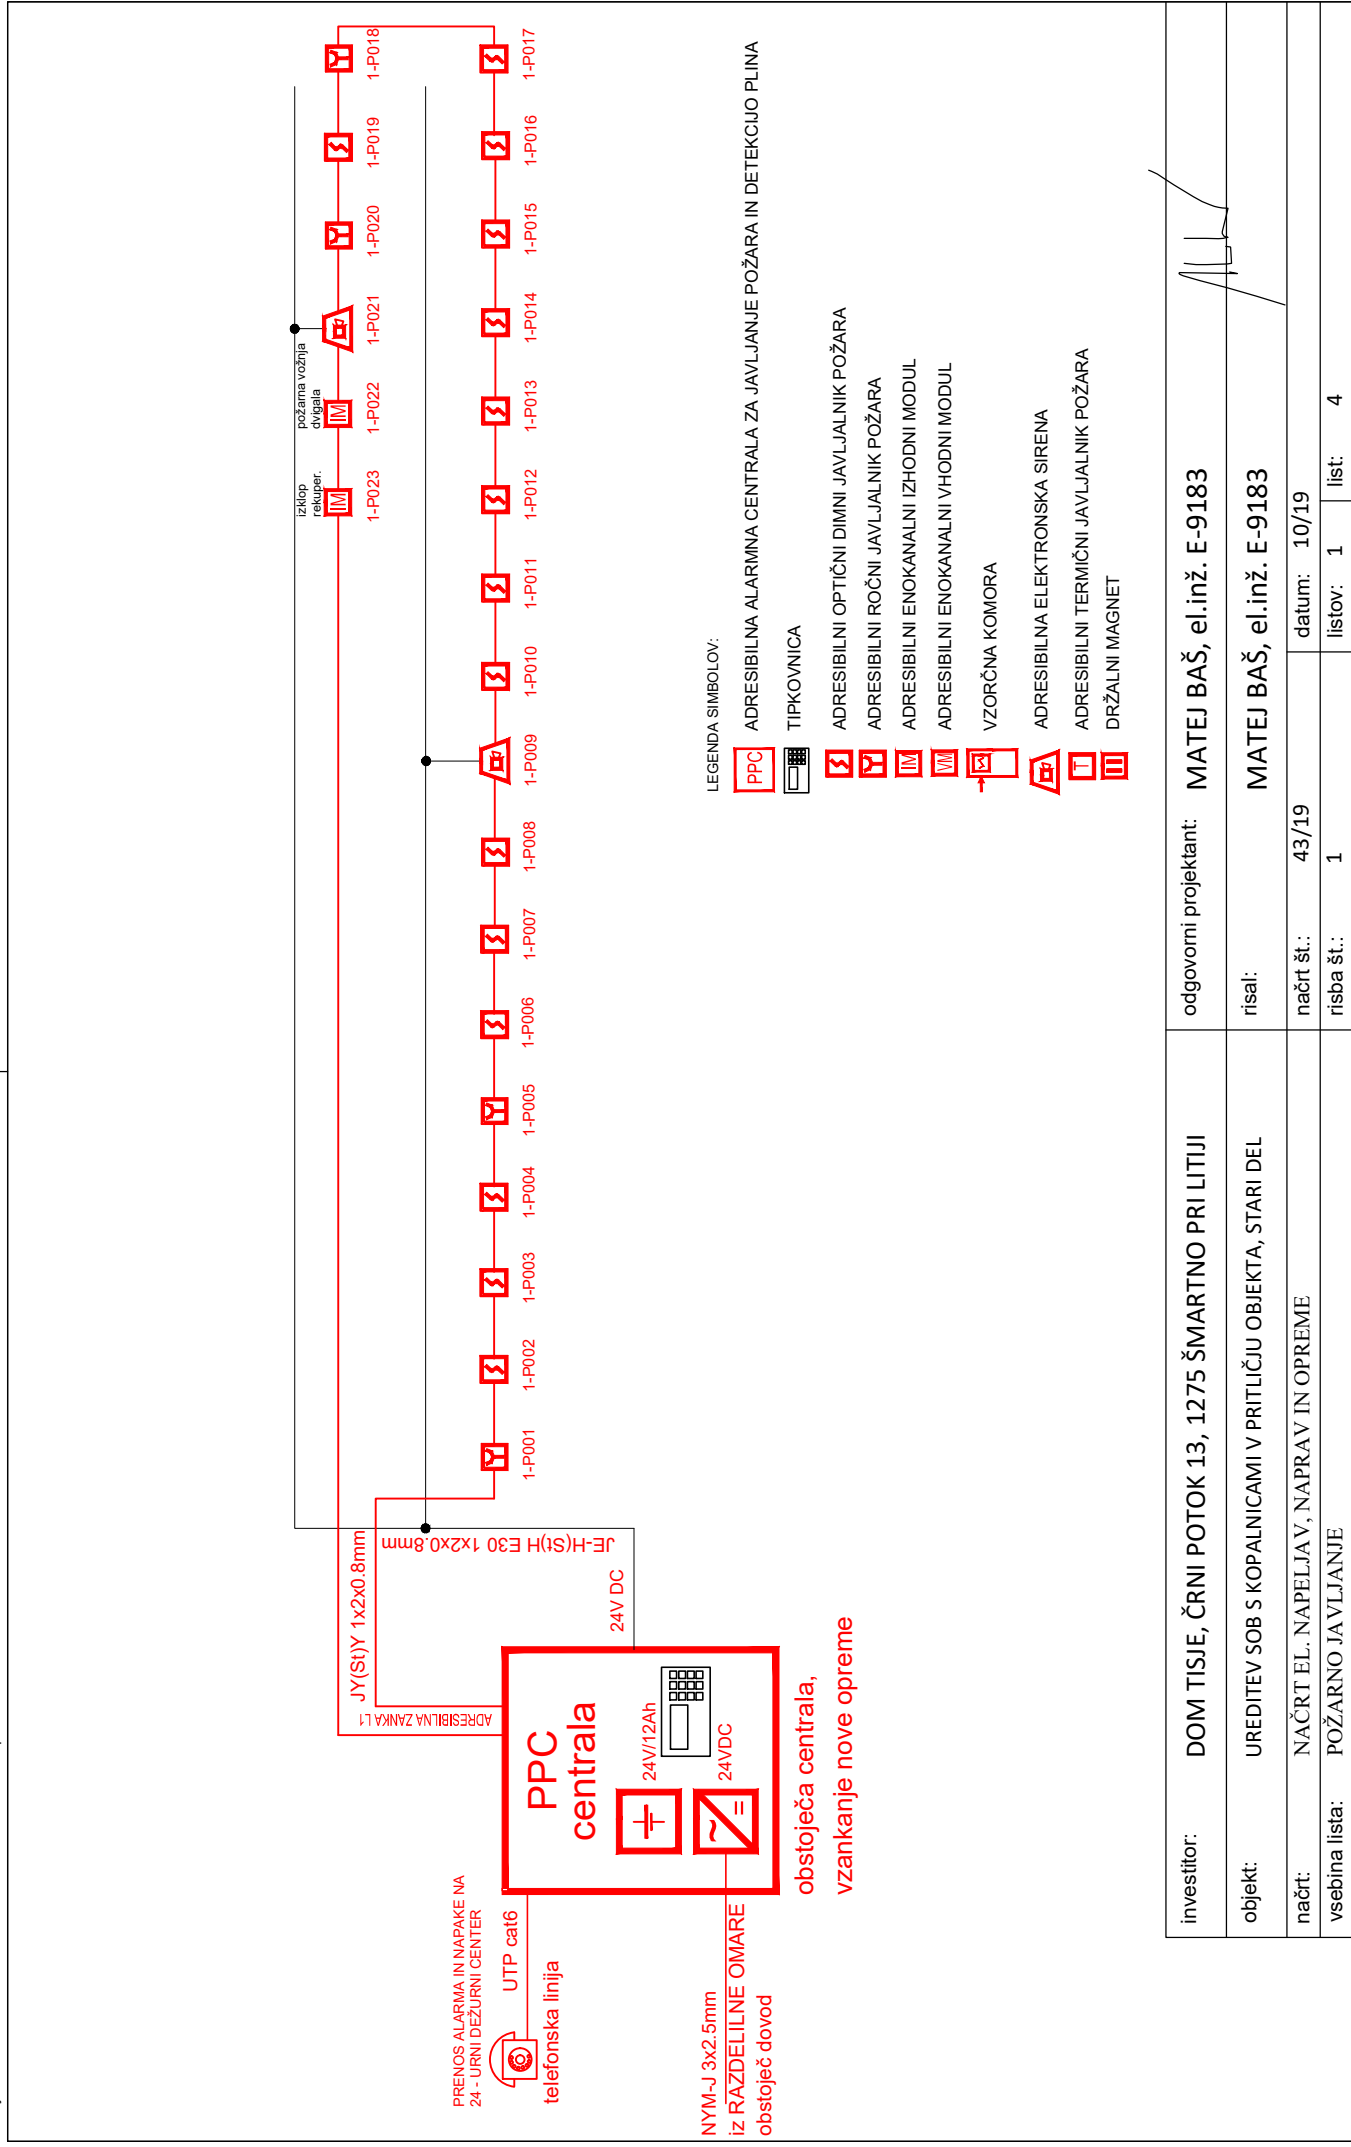 izklop
rekuper.
požarna vožnja
dvigala
1-P023
1-P022
1-P021
1-P020
1-P019
1-P018
JY(St)Y 1x2x0.8mm
ADRESIBILNA ZANKA L1
JE-H(St)H E30 1x2x0.8mm
24V DC
1-P001
1-P002
1-P003
1-P004
1-P005
1-P006
1-P007
1-P008
1-P009
1-P010
1-P011
1-P012
1-P013
1-P014
1-P015
1-P016
1-P017
IM
IM
PRENOS ALARMA IN NAPAKE NA
24 - URNI DEŽURNI CENTER
UTP cat6
telefonska linija
PPC
centrala
24V/12Ah
24VDC
NYM-J 3x2.5mm
iz RAZDELILNE OMARE
obstoječ dovod
obstoječa centrala,
vzankanje nove opreme
LEGENDA SIMBOLOV:
PPC ADRESIBILNA ALARMNA CENTRALA ZA JAVLJANJE POŽARA IN DETEKCIJO PLINA
TIPKOVNICA
ADRESIBILNI OPTIČNI DIMNI JAVLJALNIK POŽARA
ADRESIBILNI ROČNI JAVLJALNIK POŽARA
IM ADRESIBILNI ENOKANALNI IZHODNI MODUL
VM ADRESIBILNI ENOKANALNI VHODNI MODUL
VZORČNA KOMORA
ADRESIBILNA ELEKTRONSKA SIRENA
T ADRESIBILNI TERMIČNI JAVLJALNIK POŽARA
DRŽALNI MAGNET
investitor: DOM TISJE, ČRNI POTOK 13, 1275 ŠMARTNO PRI LITIJI
odgovorni projektant: MATEJ BAŠ, el.inž. E-9183
objekt: UREDITEV SOB S KOPALNICAMI V PRITLIČJU OBJEKTA, STARI DEL
risal: MATEJ BAŠ, el.inž. E-9183
načrt: NAČRT EL. NAPELJAV, NAPRAV IN OPREME
načrt št.: 43/19 datum: 10/19
vsebina lista: POŽARNO JAVLJANJE
risba št.: 1 listov: 1 list: 4